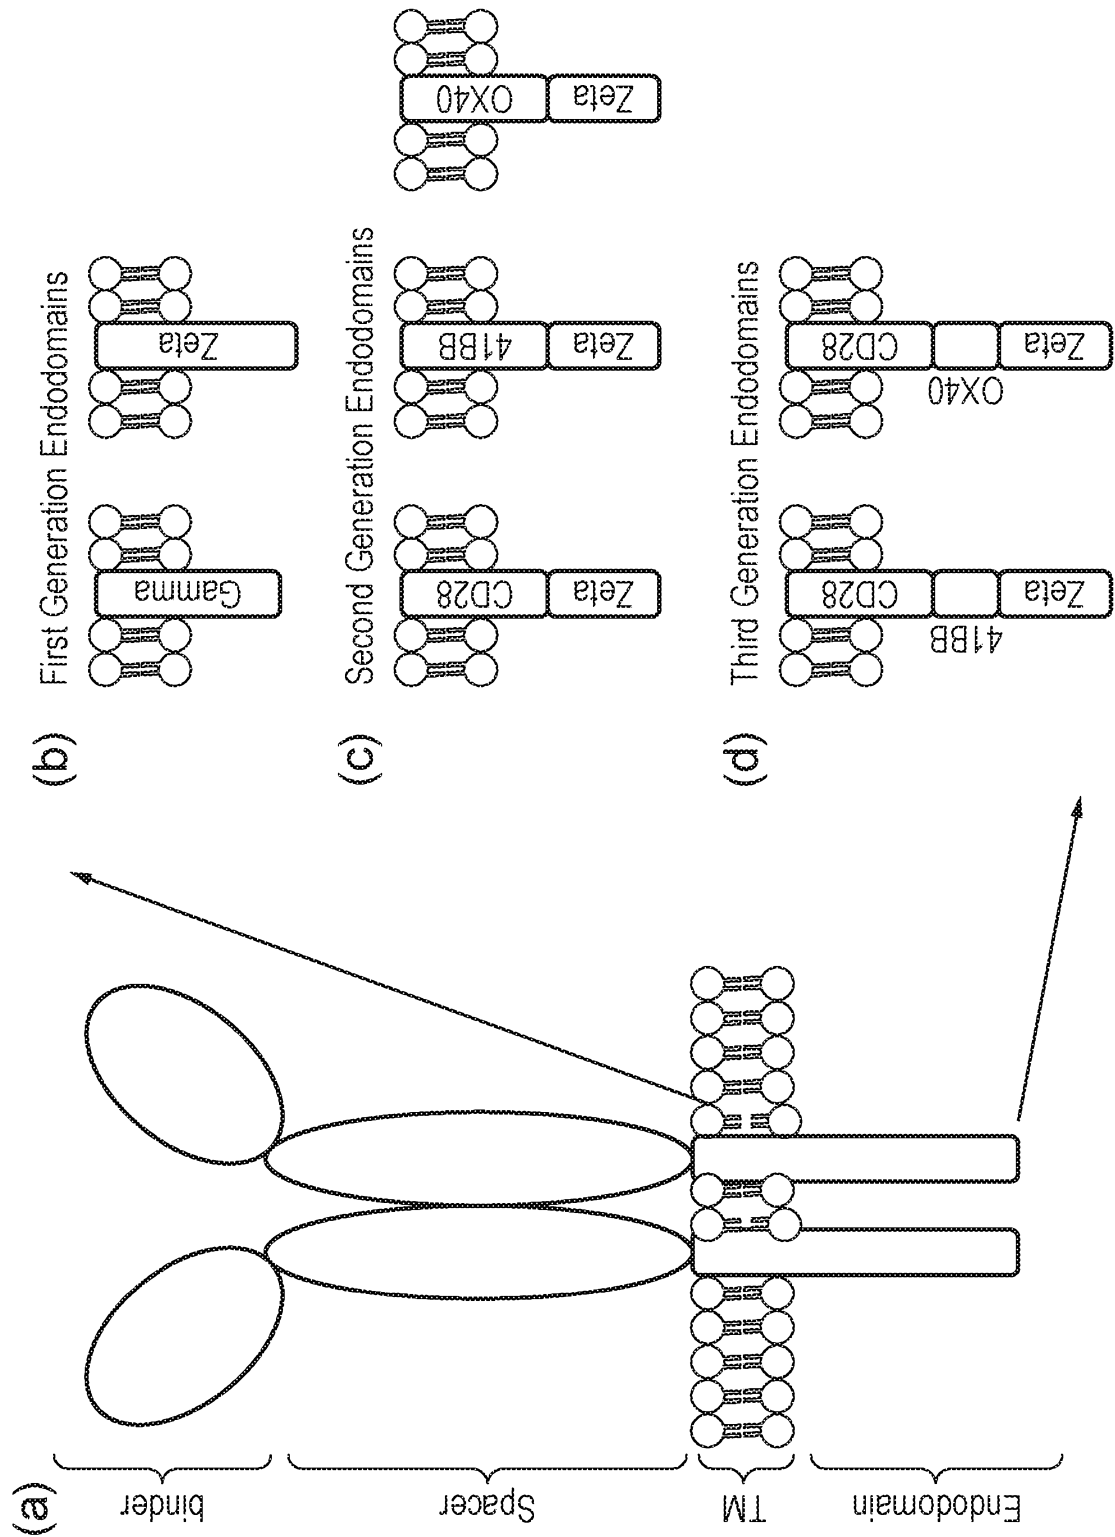 (a)
binder
Spacer
TM
Endodomain
(b)
First Generation Endodomains
Gamma
Zeta
(c)
Second Generation Endodomains
CD28
Zeta
41BB
Zeta
OX40
Zeta
(d)
Third Generation Endodomains
CD28
41BB
Zeta
CD28
OX40
Zeta